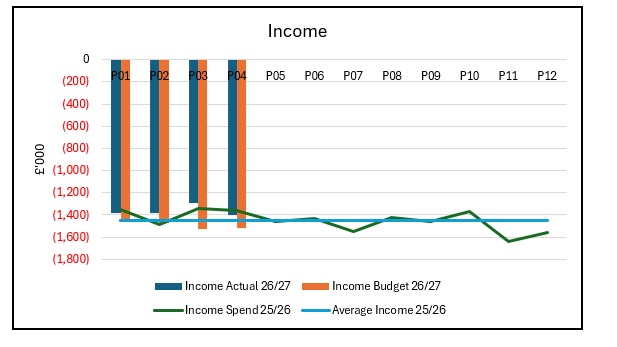 Income
0
P01 P02 P03 P04 P05 P06 P07 P08 P09 P10 P11 P12
(200)
(400)
(600)
(800)
(1,000)
(1,200)
(1,400)
(1,600)
(1,800)
£'000
Income Actual 26/27 Income Budget 26/27
Income Spend 25/26 Average Income 25/26